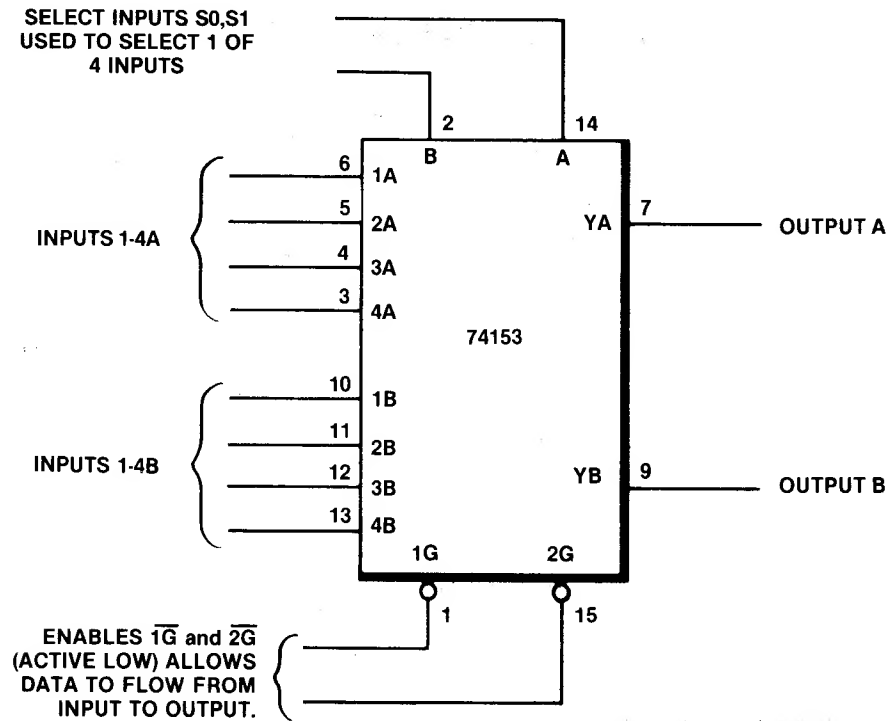 SELECT INPUTS S0,S1
USED TO SELECT 1 OF
4 INPUTS
2
14
B
A
6
1A
5
2A
4
3A
3
4A
INPUTS 1-4A
YA
7
OUTPUT A
74153
10
1B
11
2B
12
3B
13
4B
INPUTS 1-4B
YB
9
OUTPUT B
1G
2G
1
15
ENABLES 1G̅ and 2G̅
(ACTIVE LOW) ALLOWS
DATA TO FLOW FROM
INPUT TO OUTPUT.